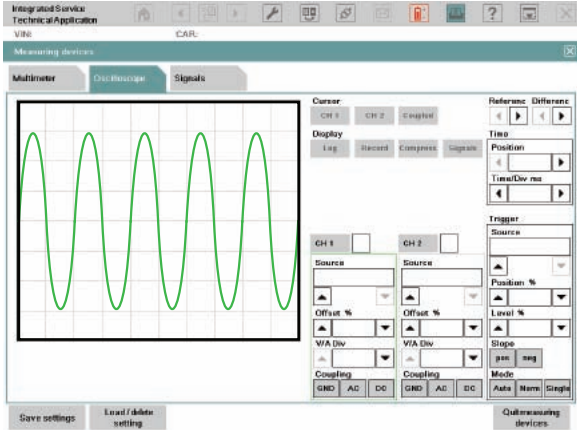 Integrated Service
Technical Application
VIN: CAR:
Measuring devices
Multimeter Oscilloscope Signals
Cursor
CH 1 CH 2 Coupled
Display
Log Record Compress Signals
Referenc Differenc
Time
Position
Time/Div ms
Trigger
Source
Position %
Level %
Slope
pos neg
Mode
Auto Norm Single
CH 1 CH 2
Source Source
Offset % Offset %
V/A Div V/A Div
Coupling Coupling
GND AC DC GND AC DC
Save settings
Load / delete
setting
Quit measuring
devices